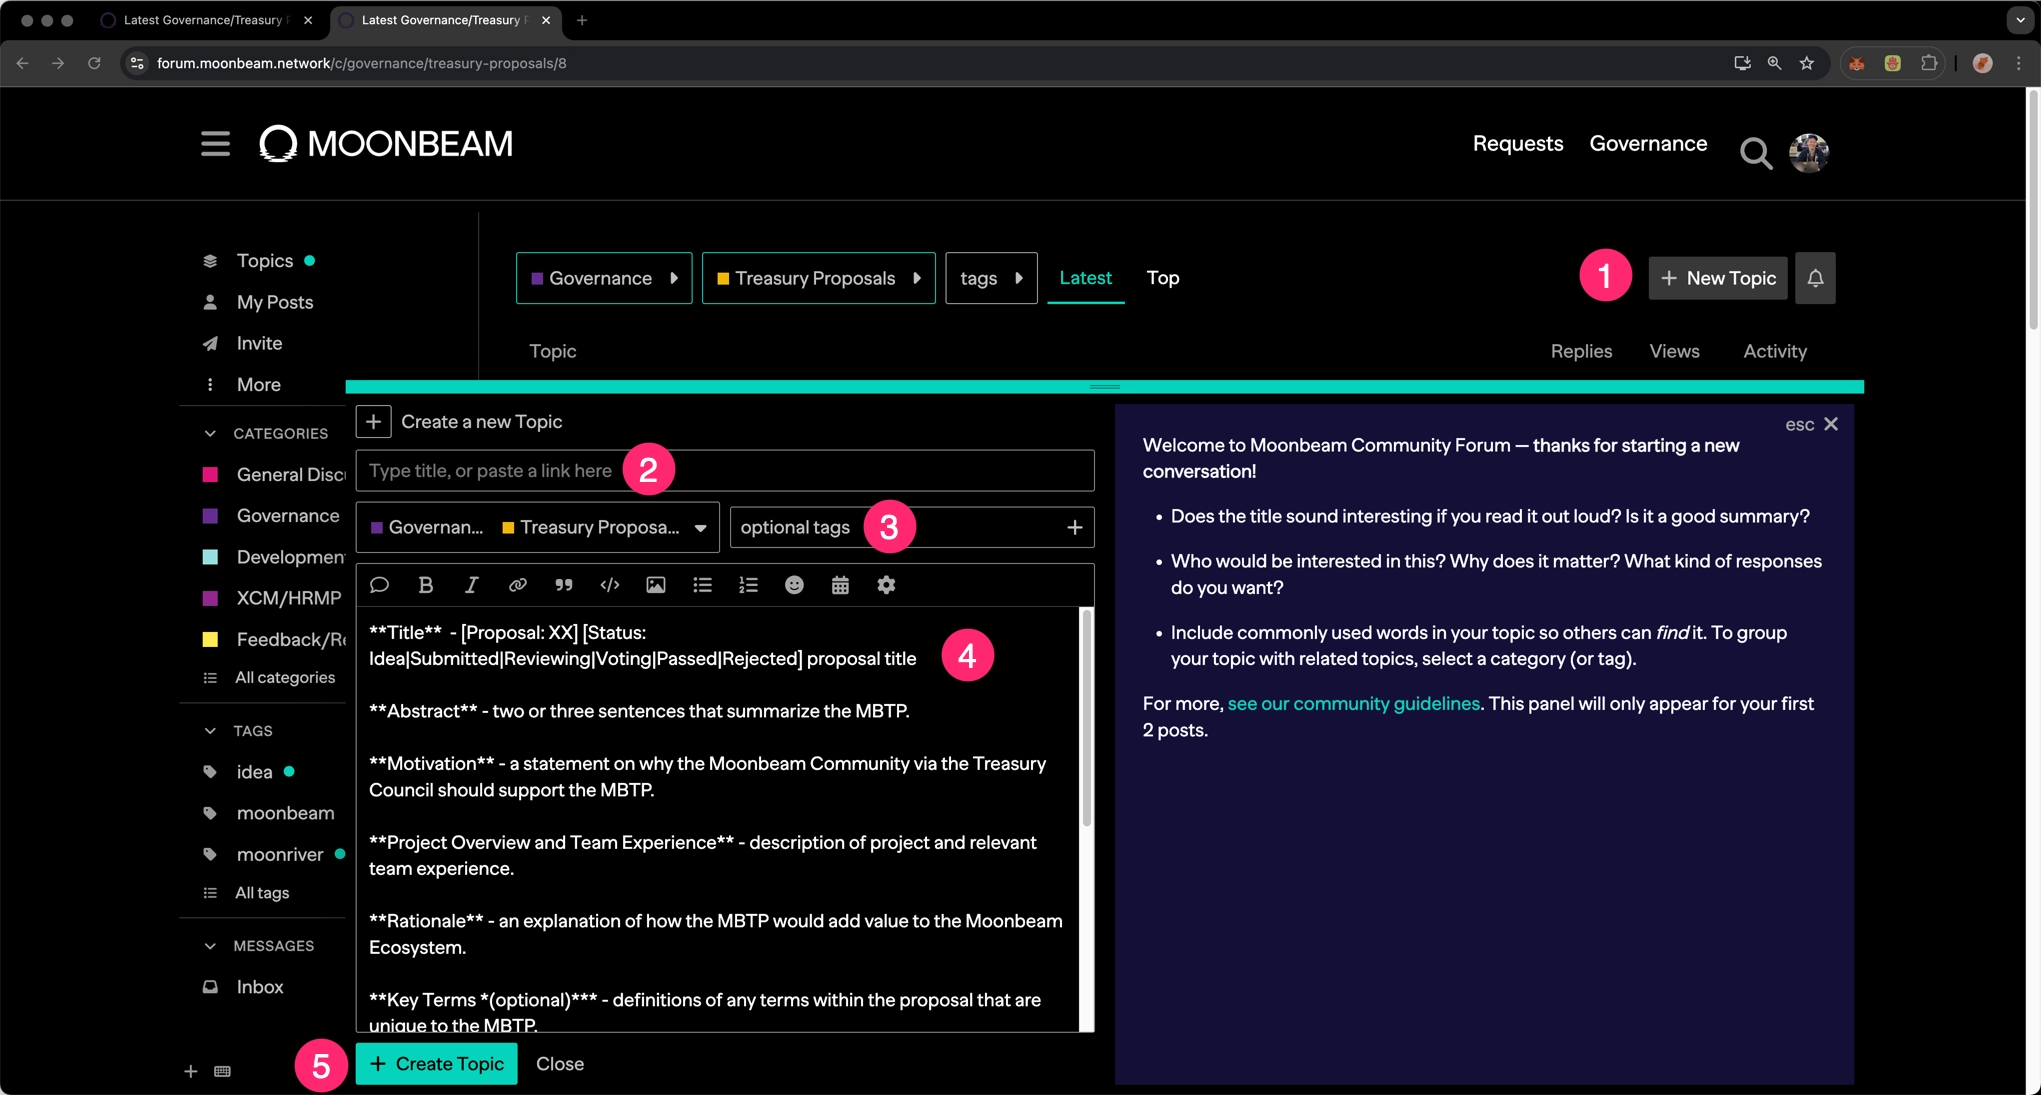 Latest Governance/Treasury P
Latest Governance/Treasury P
forum.moonbeam.network/c/governance/treasury-proposals/8
MOONBEAM
Requests
Governance
Topics
My Posts
Invite
More
Governance
Treasury Proposals
tags
Latest
Top
1
+ New Topic
Topic
Replies
Views
Activity
CATEGORIES
General Disc
Governance
Developmen
XCM/HRMP
Feedback/Re
All categories
TAGS
idea
moonbeam
moonriver
All tags
MESSAGES
Inbox
Create a new Topic
Type title, or paste a link here
2
Governan...
Treasury Proposa...
optional tags
3
**Title** - [Proposal: XX] [Status:
Idea|Submitted|Reviewing|Voting|Passed|Rejected] proposal title
4
**Abstract** - two or three sentences that summarize the MBTP.
**Motivation** - a statement on why the Moonbeam Community via the Treasury
Council should support the MBTP.
**Project Overview and Team Experience** - description of project and relevant
team experience.
**Rationale** - an explanation of how the MBTP would add value to the Moonbeam
Ecosystem.
**Key Terms *(optional)*** - definitions of any terms within the proposal that are
unique to the MBTP.
5
+ Create Topic
Close
esc
Welcome to Moonbeam Community Forum — thanks for starting a new
conversation!
• Does the title sound interesting if you read it out loud? Is it a good summary?
• Who would be interested in this? Why does it matter? What kind of responses
do you want?
• Include commonly used words in your topic so others can find it. To group
your topic with related topics, select a category (or tag).
For more, see our community guidelines. This panel will only appear for your first
2 posts.